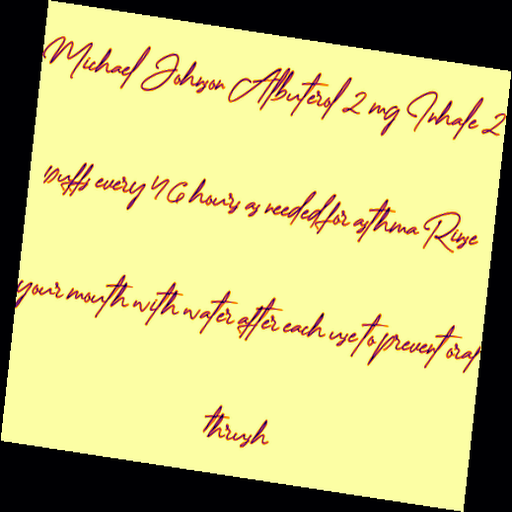 Michael Johnson Albuterol 2 mg Inhale 2
puffs every 4 6 hours as needed for asthma Rinse
your mouth with water after each use to prevent oral
thrush